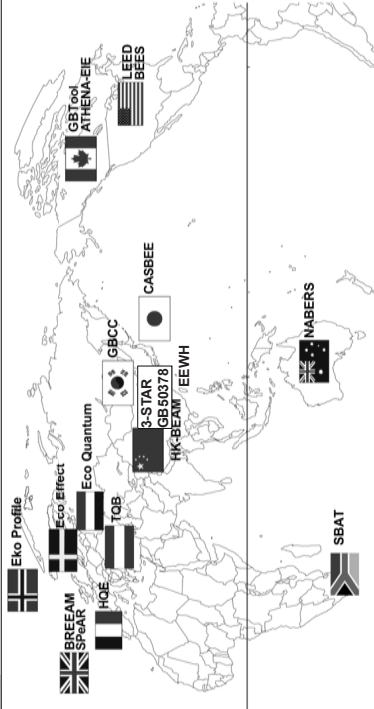 Eko Profile
BREEAM
SPeAR
Eco Effect
Eco Quantum
HQE
TQB
GBTool
ATHENA-EIE
LEED
BEES
GBCC
CASBEE
3-STAR
GB50378
HK-BEAM
EEWH
NABERS
SBAT